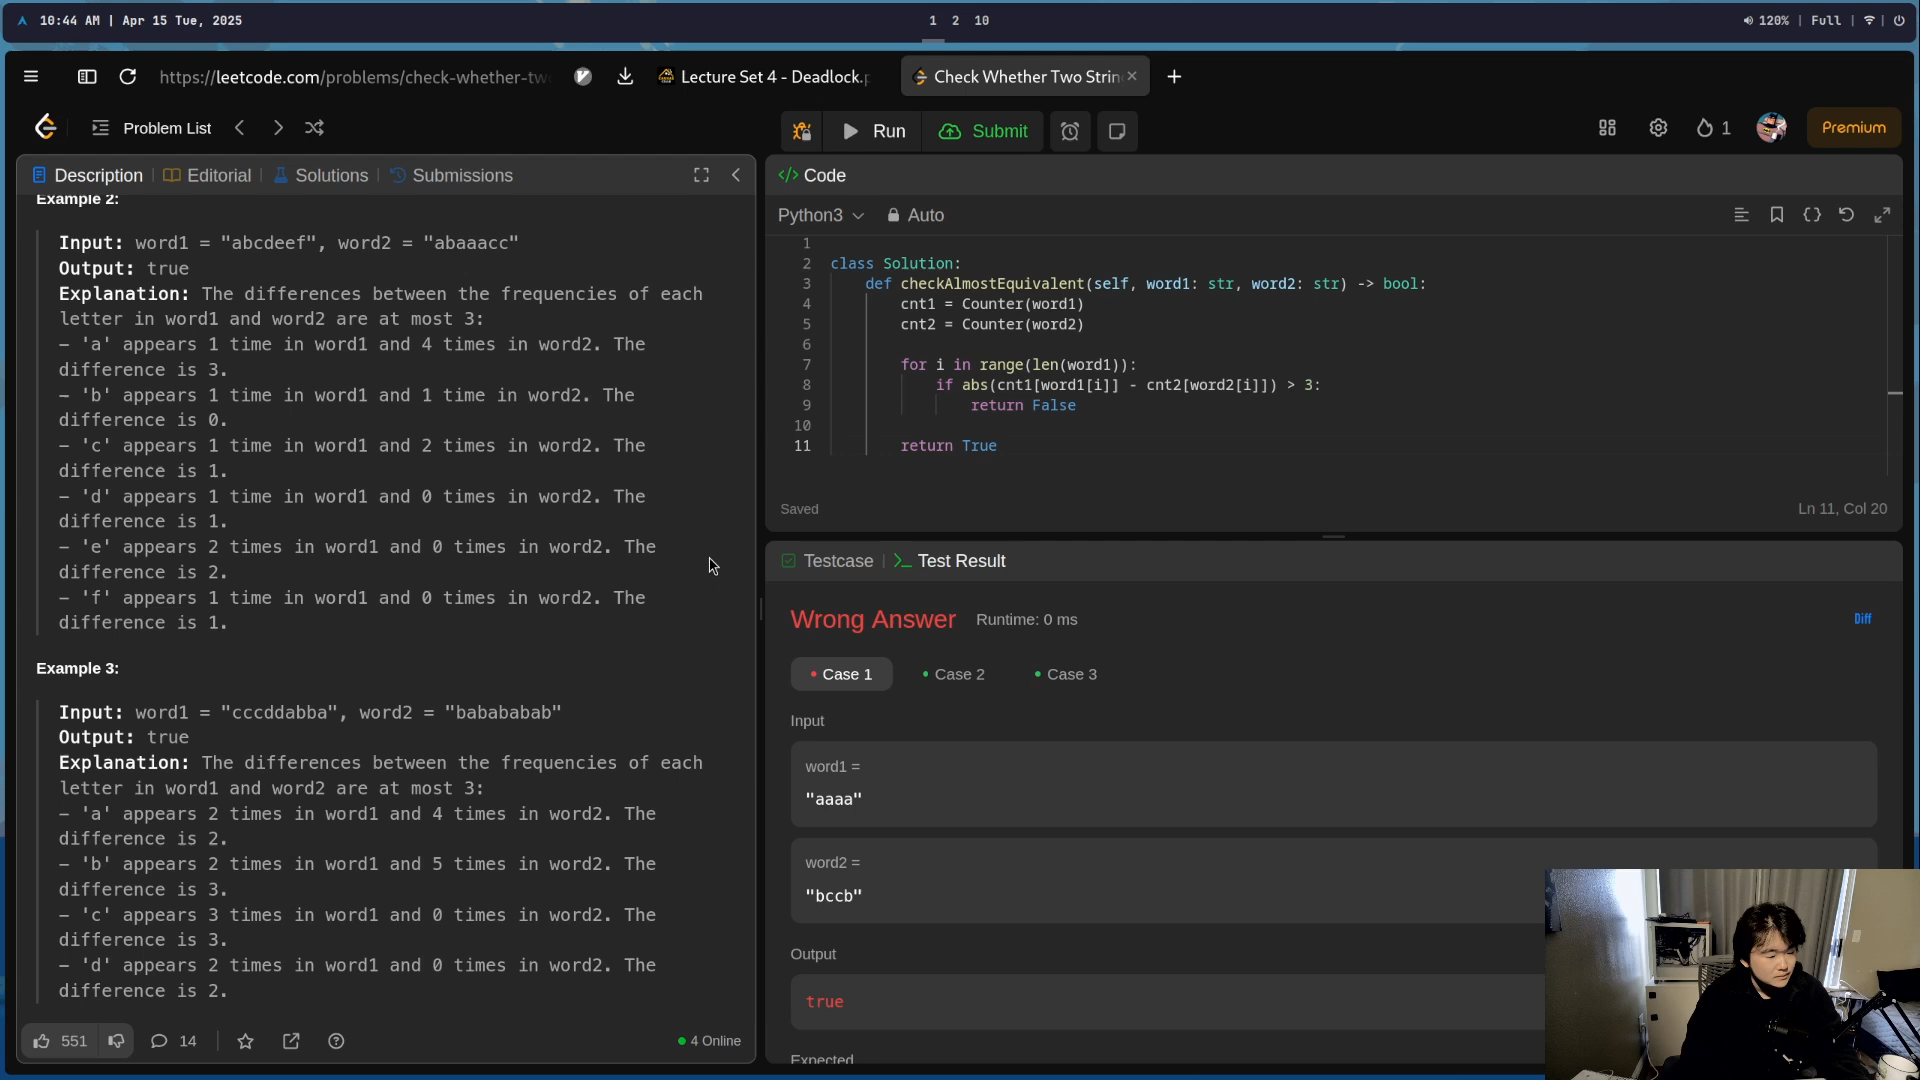 10:44 AM | Apr 15 Tue, 2025
1 2 10
120% | Full
https://leetcode.com/problems/check-whether-two
Lecture Set 4 - Deadlock.p
Check Whether Two Strin
Problem List
Run
Submit
1
Premium
Description
Editorial
Solutions
Submissions
Example 2:
Input: word1 = "abcdeef", word2 = "abaaacc"
Output: true
Explanation: The differences between the frequencies of each
letter in word1 and word2 are at most 3:
- 'a' appears 1 time in word1 and 4 times in word2. The
difference is 3.
- 'b' appears 1 time in word1 and 1 time in word2. The
difference is 0.
- 'c' appears 1 time in word1 and 2 times in word2. The
difference is 1.
- 'd' appears 1 time in word1 and 0 times in word2. The
difference is 1.
- 'e' appears 2 times in word1 and 0 times in word2. The
difference is 2.
- 'f' appears 1 time in word1 and 0 times in word2. The
difference is 1.
Example 3:
Input: word1 = "cccddabba", word2 = "babababab"
Output: true
Explanation: The differences between the frequencies of each
letter in word1 and word2 are at most 3:
- 'a' appears 2 times in word1 and 4 times in word2. The
difference is 2.
- 'b' appears 2 times in word1 and 5 times in word2. The
difference is 3.
- 'c' appears 3 times in word1 and 0 times in word2. The
difference is 3.
- 'd' appears 2 times in word1 and 0 times in word2. The
difference is 2.
551
14
4 Online
</> Code
Python3
Auto
1
2 class Solution:
3 def checkAlmostEquivalent(self, word1: str, word2: str) -> bool:
4 cnt1 = Counter(word1)
5 cnt2 = Counter(word2)
6
7 for i in range(len(word1)):
8 if abs(cnt1[word1[i]] - cnt2[word2[i]]) > 3:
9 return False
10
11 return True
Saved
Ln 11, Col 20
Testcase
>_ Test Result
Wrong Answer
Runtime: 0 ms
Diff
Case 1
Case 2
Case 3
Input
word1 =
"aaaa"
word2 =
"bccb"
Output
true
Expected